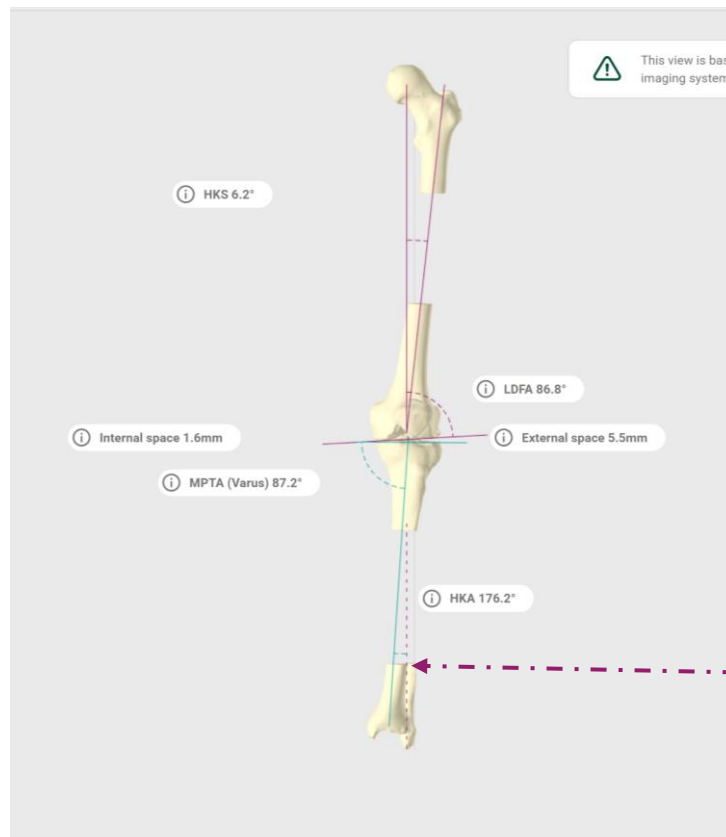 This view is bas
imaging system
HKS 6.2°
LDFA 86.8°
Internal space 1.6mm
External space 5.5mm
MPTA (Varus) 87.2°
HKA 176.2°